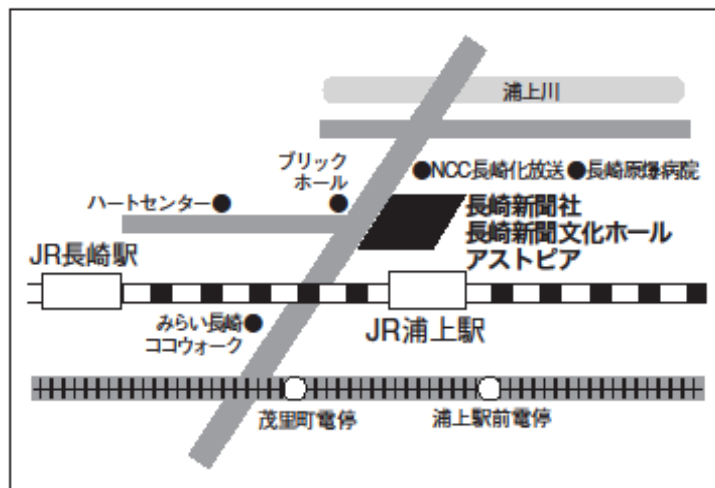 浦上川
ブリック
ホール
●NCC長崎化放送 ●長崎原爆病院
ハートセンター●
長崎新聞社
長崎新聞文化ホール
アストピア
JR長崎駅
みらい長崎●
ココウォーク
JR浦上駅
茂里町電停
浦上駅前電停